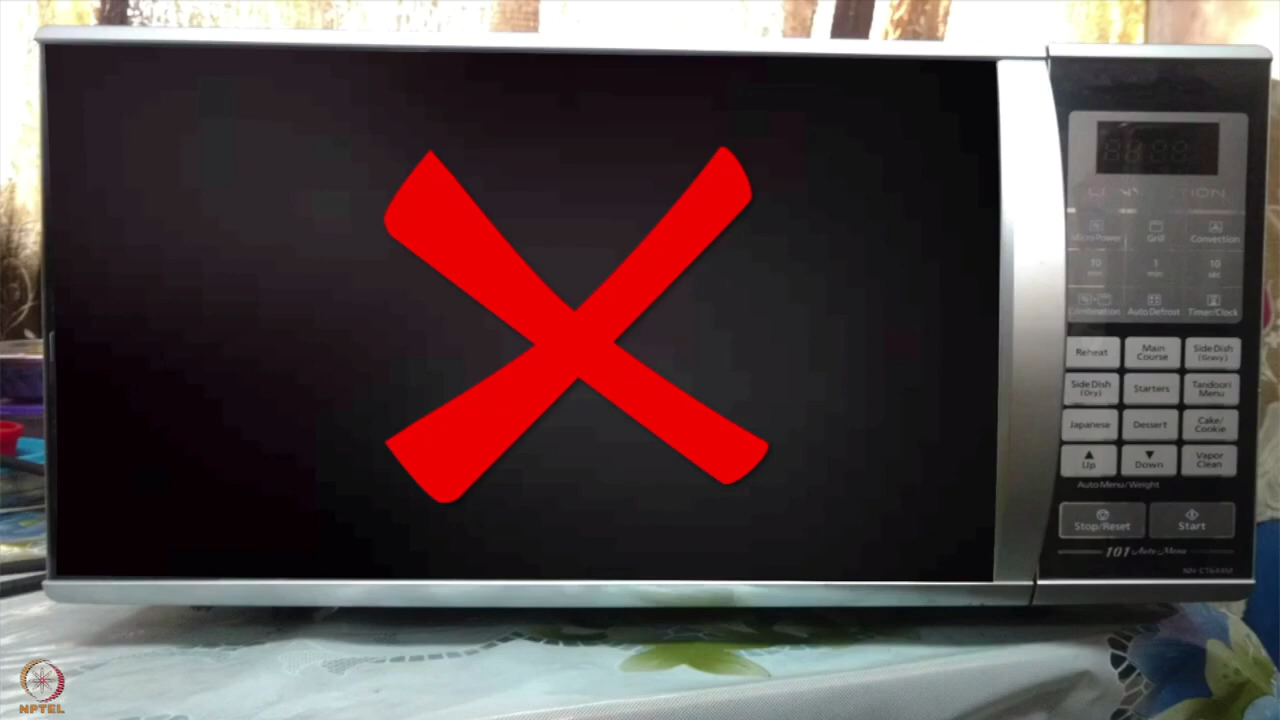 Micro Power Grill Convection
30 min 1 min 10 sec
Combination Auto Defrost Timer/Clock
Reheat Main Course Side Dish (Gravy)
Side Dish (Dry) Starters Tandoori Menu
Japanese Dessert Cake/Cookie
Up Down Vapor Clean
Auto Menu/Weight
Stop/Reset Start
101 Auto Menu
NPTEL